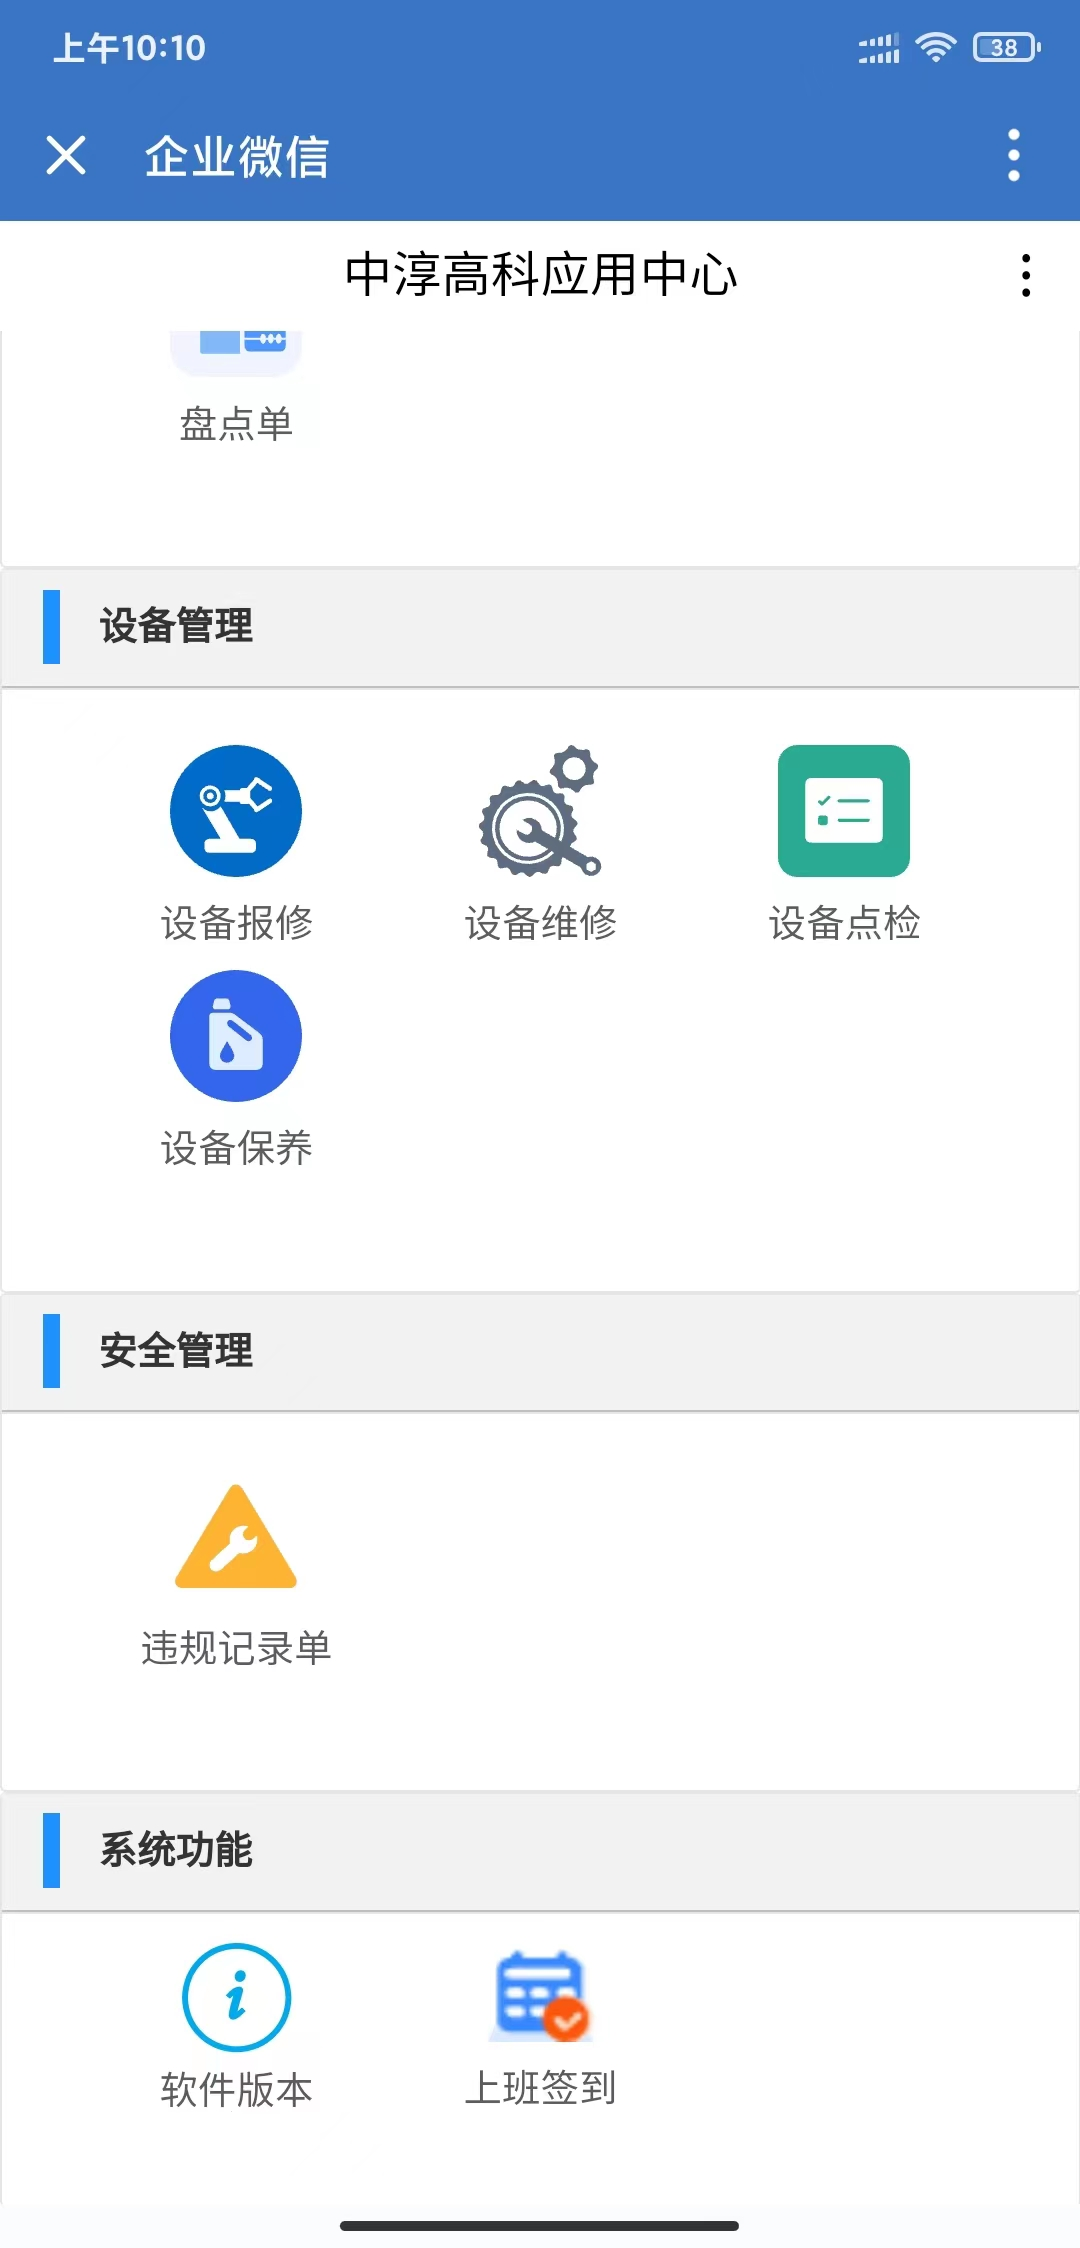 上午10:10
38
企业微信
中淳高科应用中心
盘点单
设备管理
设备报修 设备维修 设备点检
设备保养
安全管理
违规记录单
系统功能
软件版本 上班签到